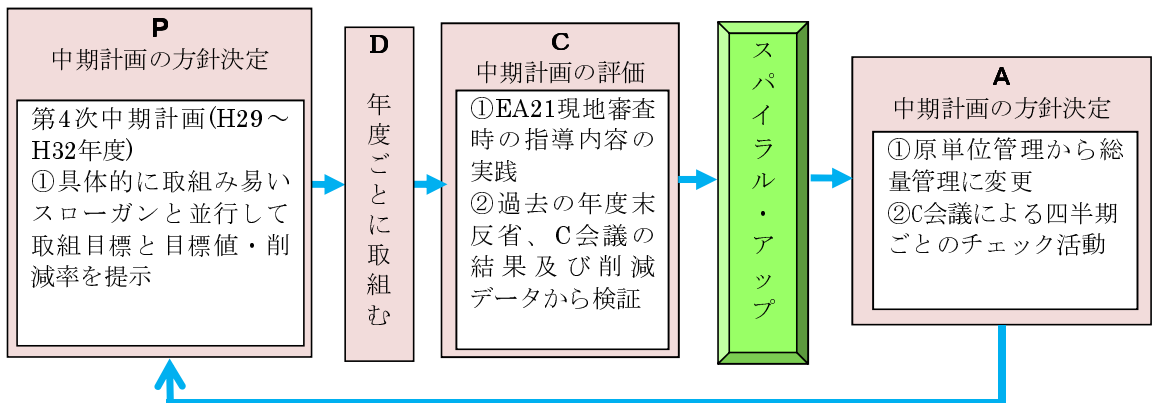 P
中期計画の方針決定
第4次中期計画(H29～
H32年度)
①具体的に取組み易い
スローガンと並行して
取組目標と目標値・削
減率を提示
D
年度ごとに取組む
C
中期計画の評価
①EA21現地審査
時の指導内容の
実践
②過去の年度末
反省、C会議の
結果及び削減
データから検証
スパイラル・アップ
A
中期計画の方針決定
①原単位管理から総
量管理に変更
②C会議による四半期
ごとのチェック活動